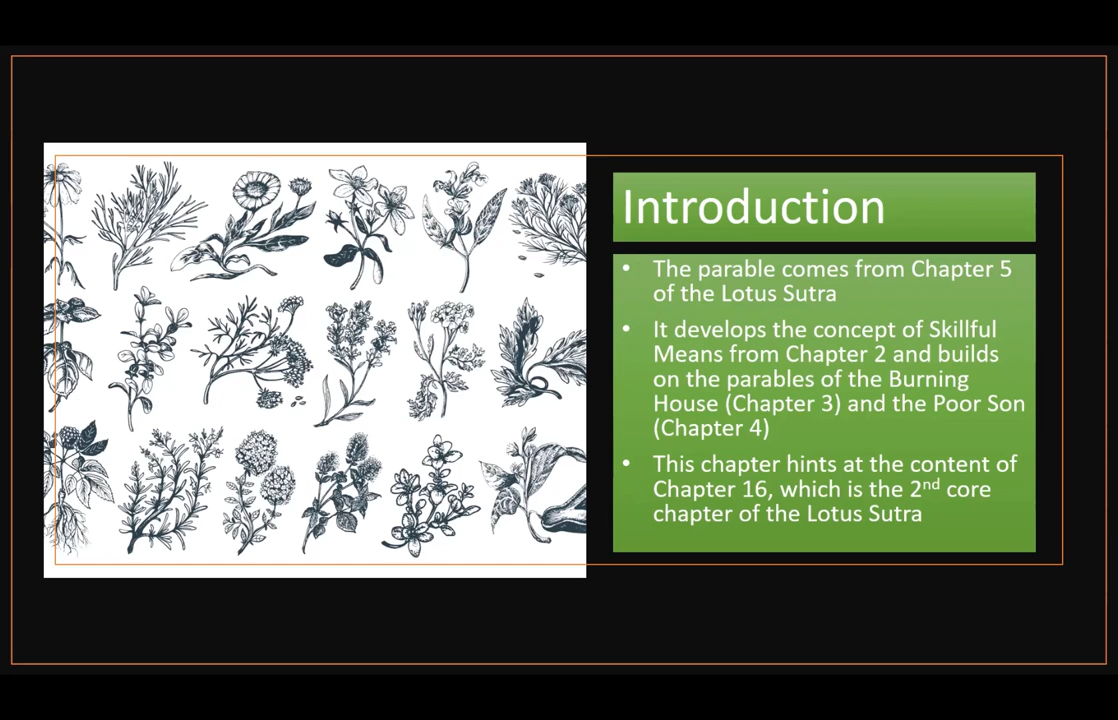 Introduction
• The parable comes from Chapter 5
of the Lotus Sutra
• It develops the concept of Skillful
Means from Chapter 2 and builds
on the parables of the Burning
House (Chapter 3) and the Poor Son
(Chapter 4)
• This chapter hints at the content of
Chapter 16, which is the 2nd core
chapter of the Lotus Sutra